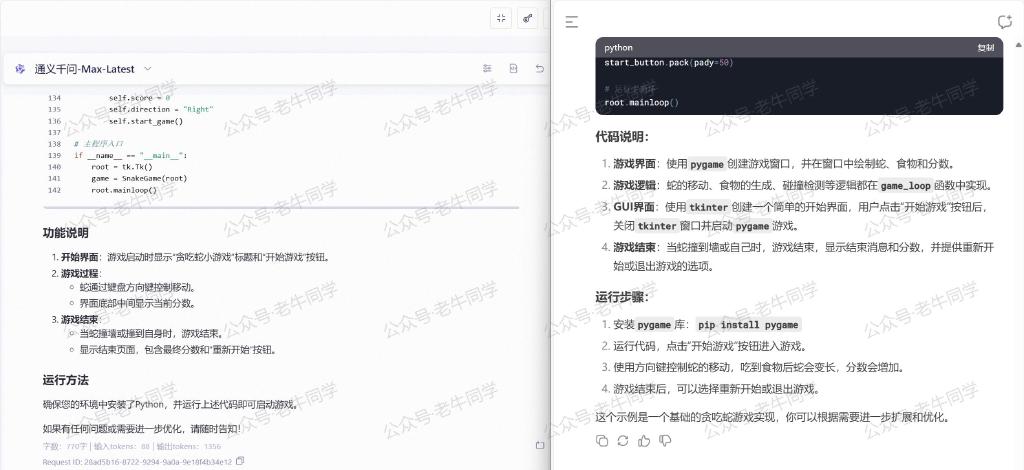 通义千问-Max-Latest
134 self.score = 0
135 self.direction = "Right"
136 self.start_game()
137
138 # 主程序入口
139 if __name__ == "__main__":
140 root = tk.Tk()
141 game = SnakeGame(root)
142 root.mainloop()
功能说明
1. 开始界面：游戏启动时显示“贪吃蛇小游戏”标题和“开始游戏”按钮。
2. 游戏过程：
蛇通过键盘方向键控制移动。
界面底部中间显示当前分数。
3. 游戏结束：
当蛇撞墙或撞到自身时，游戏结束。
显示结束页面，包含最终分数和“重新开始”按钮。
运行方法
确保您的环境中安装了Python，并运行上述代码即可启动游戏。
如果有任何问题或需要进一步优化，请随时告知！
字数：770字 | 输入tokens：88 | 输出tokens：1356
Request ID: 28ad5b16-8722-9294-9a0a-9e18f4b34e12
python 复制
start_button.pack(pady=50)
root.mainloop()
代码说明：
1. 游戏界面：使用 pygame 创建游戏窗口，并在窗口中绘制蛇、食物和分数。
2. 游戏逻辑：蛇的移动、食物的生成、碰撞检测等逻辑都在 game_loop 函数中实现。
3. GUI界面：使用 tkinter 创建一个简单的开始界面，用户点击“开始游戏”按钮后，
关闭 tkinter 窗口并启动 pygame 游戏。
4. 游戏结束：当蛇撞到墙或自己时，游戏结束，显示结束消息和分数，并提供重新开
始或退出游戏的选项。
运行步骤：
1. 安装 pygame 库： pip install pygame
2. 运行代码，点击“开始游戏”按钮进入游戏。
3. 使用方向键控制蛇的移动，吃到食物后蛇会变长，分数会增加。
4. 游戏结束后，可以选择重新开始或退出游戏。
这个示例是一个基础的贪吃蛇游戏实现，你可以根据需要进一步扩展和优化。
公众号·老牛同学